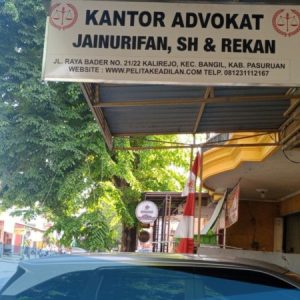 KANTOR ADVOKAT
JAINURIFAN, SH & REKAN
JL. RAYA BADER NO. 21/22 KALIREJO, KEC. BANGIL, KAB. PASURUAN
WEBSITE : WWW.PELITAKEADILAN.COM TELP. 081231112167